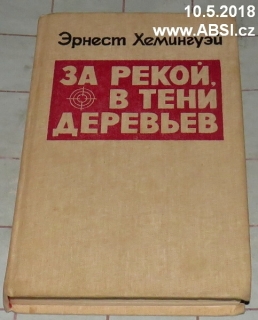 10.5.2018
www.ABSI.cz
Эрнест Хемингуэй
ЗА РЕКОЙ,
В ТЕНИ
ДЕРЕВЬЕВ